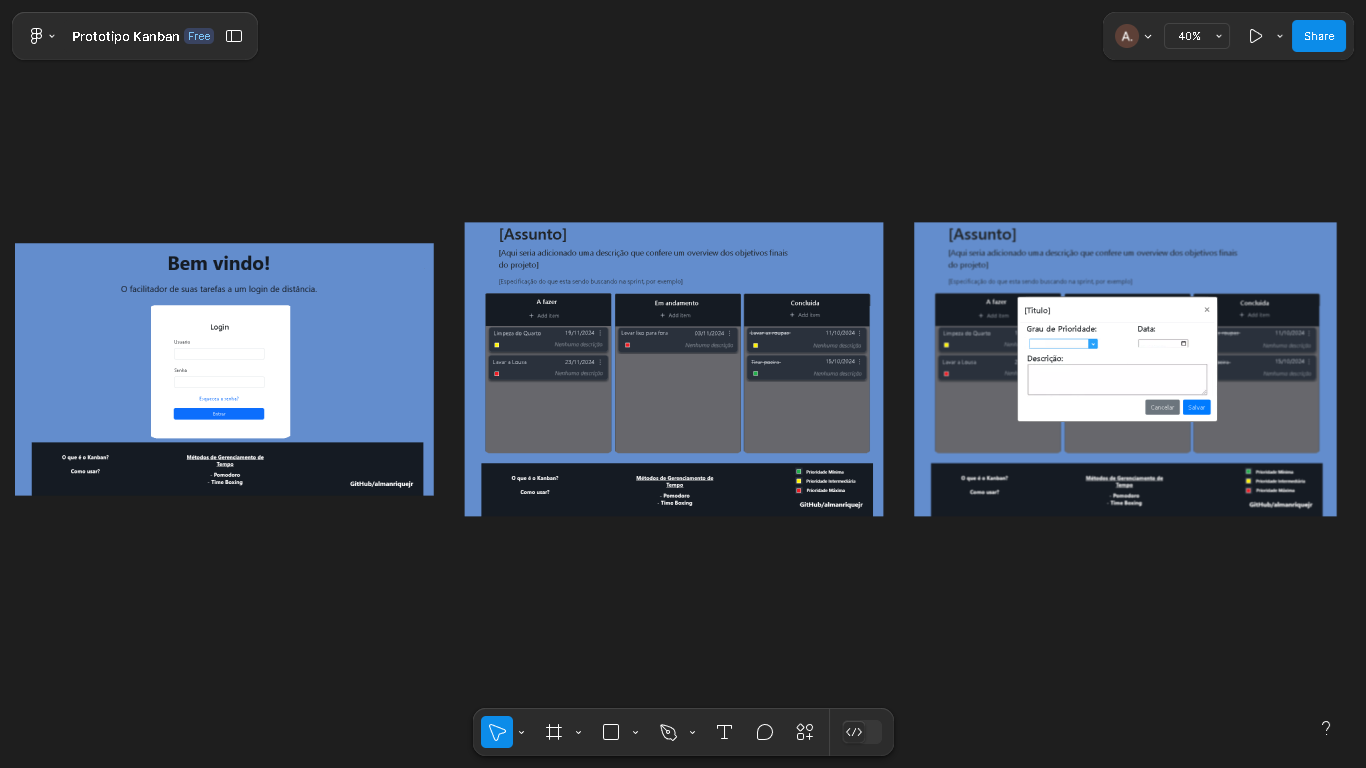 Prototipo Kanban Free
A. 40% Share
Bem vindo!
O facilitador de suas tarefas a um login de distância.
Login
Usuario
Senha
Esqueceu a senha?
Entrar
O que é o Kanban?
Como usar?
Métodos de Gerenciamento de
Tempo
- Pomodoro
- Time Boxing
GitHub/almanriquejr
[Assunto]
[Aqui seria adicionado uma descrição que confere um overview dos objetivos finais
do projeto]
[Especificação do que esta sendo buscando na sprint, por exemplo]
A fazer
+ Add item
Em andamento
+ Add item
Concluída
+ Add item
Limpeza do Quarto 19/11/2024
Nenhuma descrição
Lavar a Louça 23/11/2024
Nenhuma descrição
Levar lixo para fora 03/11/2024
Nenhuma descrição
Lavar as roupas 11/10/2024
Nenhuma descrição
Tirar poeira 15/10/2024
Nenhuma descrição
O que é o Kanban?
Como usar?
Métodos de Gerenciamento de
Tempo
- Pomodoro
- Time Boxing
Prioridade Mínima
Prioridade Intermediária
Prioridade Máxima
GitHub/almanriquejr
[Assunto]
[Aqui seria adicionado uma descrição que confere um overview dos objetivos finais
do projeto]
[Especificação do que esta sendo buscando na sprint, por exemplo]
A fazer
+ Add item
Concluída
+ Add item
Limpeza do Quarto
Lavar a Louça
11/10/2024
Nenhuma descrição
15/10/2024
Nenhuma descrição
[Titulo] ×
Grau de Prioridade:
Data:
Descrição:
Cancelar Salvar
O que é o Kanban?
Como usar?
Métodos de Gerenciamento de
Tempo
- Pomodoro
- Time Boxing
Prioridade Mínima
Prioridade Intermediária
Prioridade Máxima
GitHub/almanriquejr